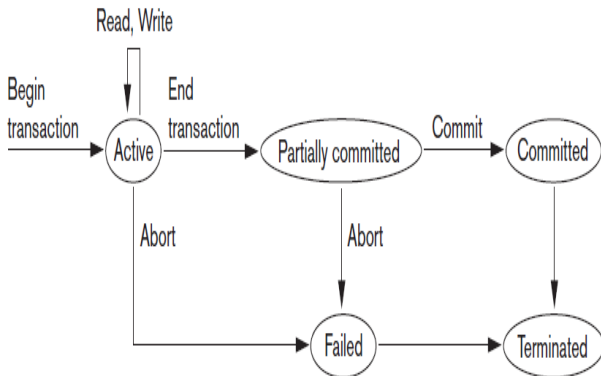 Read, Write
Begin
transaction
End
transaction
Active
Partially committed
Commit
Committed
Abort
Abort
Failed
Terminated